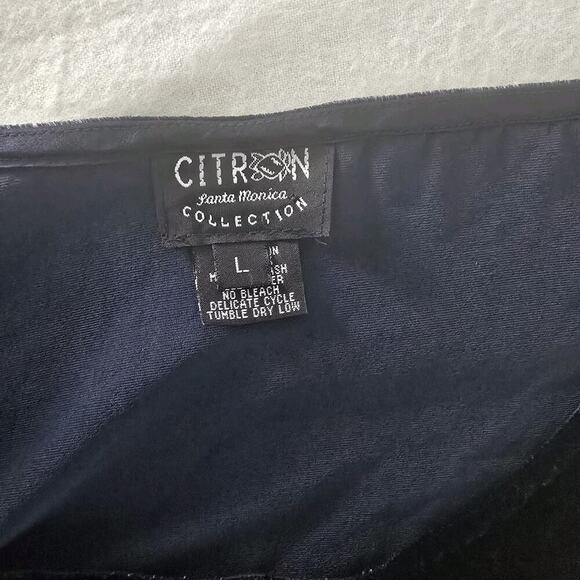 CITRON
Santa Monica
COLLECTION
L
NO BLEACH
DELICATE CYCLE
TUMBLE DRY LOW